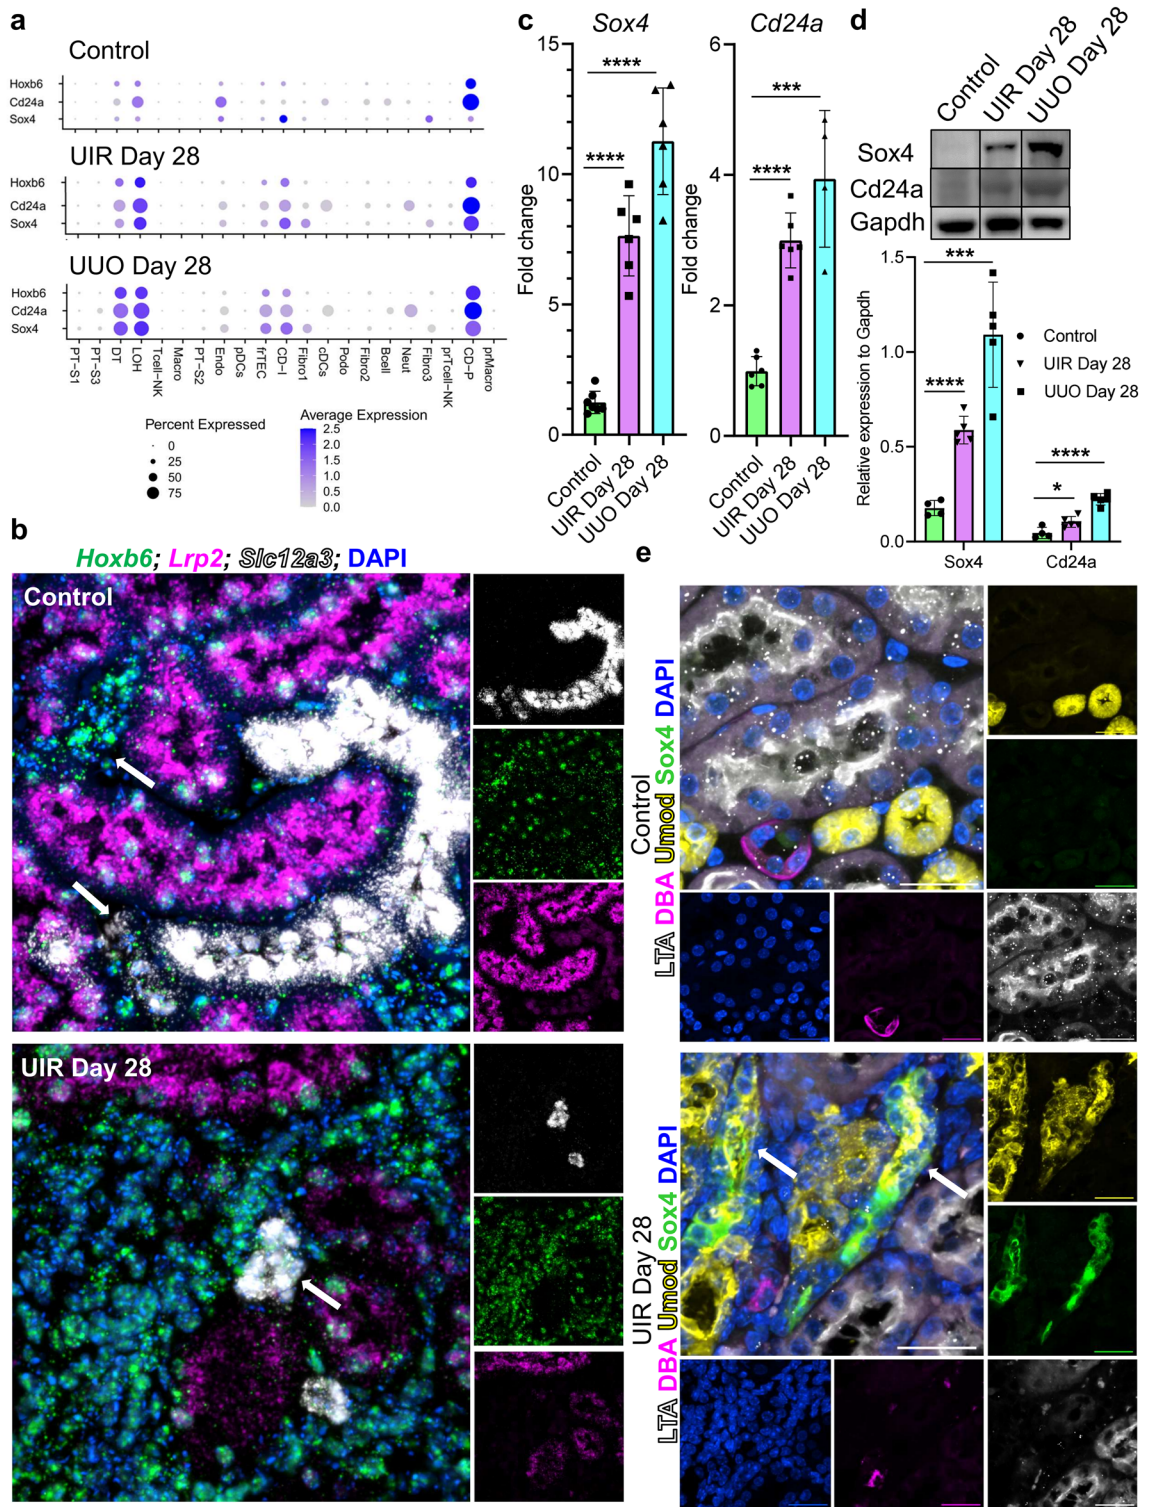 a
Control
Hoxb6
Cd24a
Sox4
UIR Day 28
Hoxb6
Cd24a
Sox4
UUO Day 28
Hoxb6
Cd24a
Sox4
PT-S1
PT-S3
DT
LOH
Tcell-NK
Macro
PT-S2
Endo
pDCs
frTEC
CD-I
Fibro1
cDCs
Podo
Fibro2
Bcell
Neut
Fibro3
prTcell-NK
CD-P
prMacro
Percent Expressed
0
25
50
75
Average Expression
2.5
2.0
1.5
1.0
0.5
0.0
c
Sox4
Fold change
15
10
5
0
****
****
Control
UIR Day 28
UUO Day 28
Cd24a
Fold change
6
4
2
0
***
****
Control
UIR Day 28
UUO Day 28
d
Control
UIR Day 28
UUO Day 28
Sox4
Cd24a
Gapdh
Relative expression to Gapdh
1.5
1.0
0.5
0.0
***
****
****
*
Control
UIR Day 28
UUO Day 28
Sox4
Cd24a
b
Hoxb6; Lrp2; Slc12a3; DAPI
Control
UIR Day 28
e
Control
LTA DBA Umod Sox4 DAPI
UIR Day 28
LTA DBA Umod Sox4 DAPI